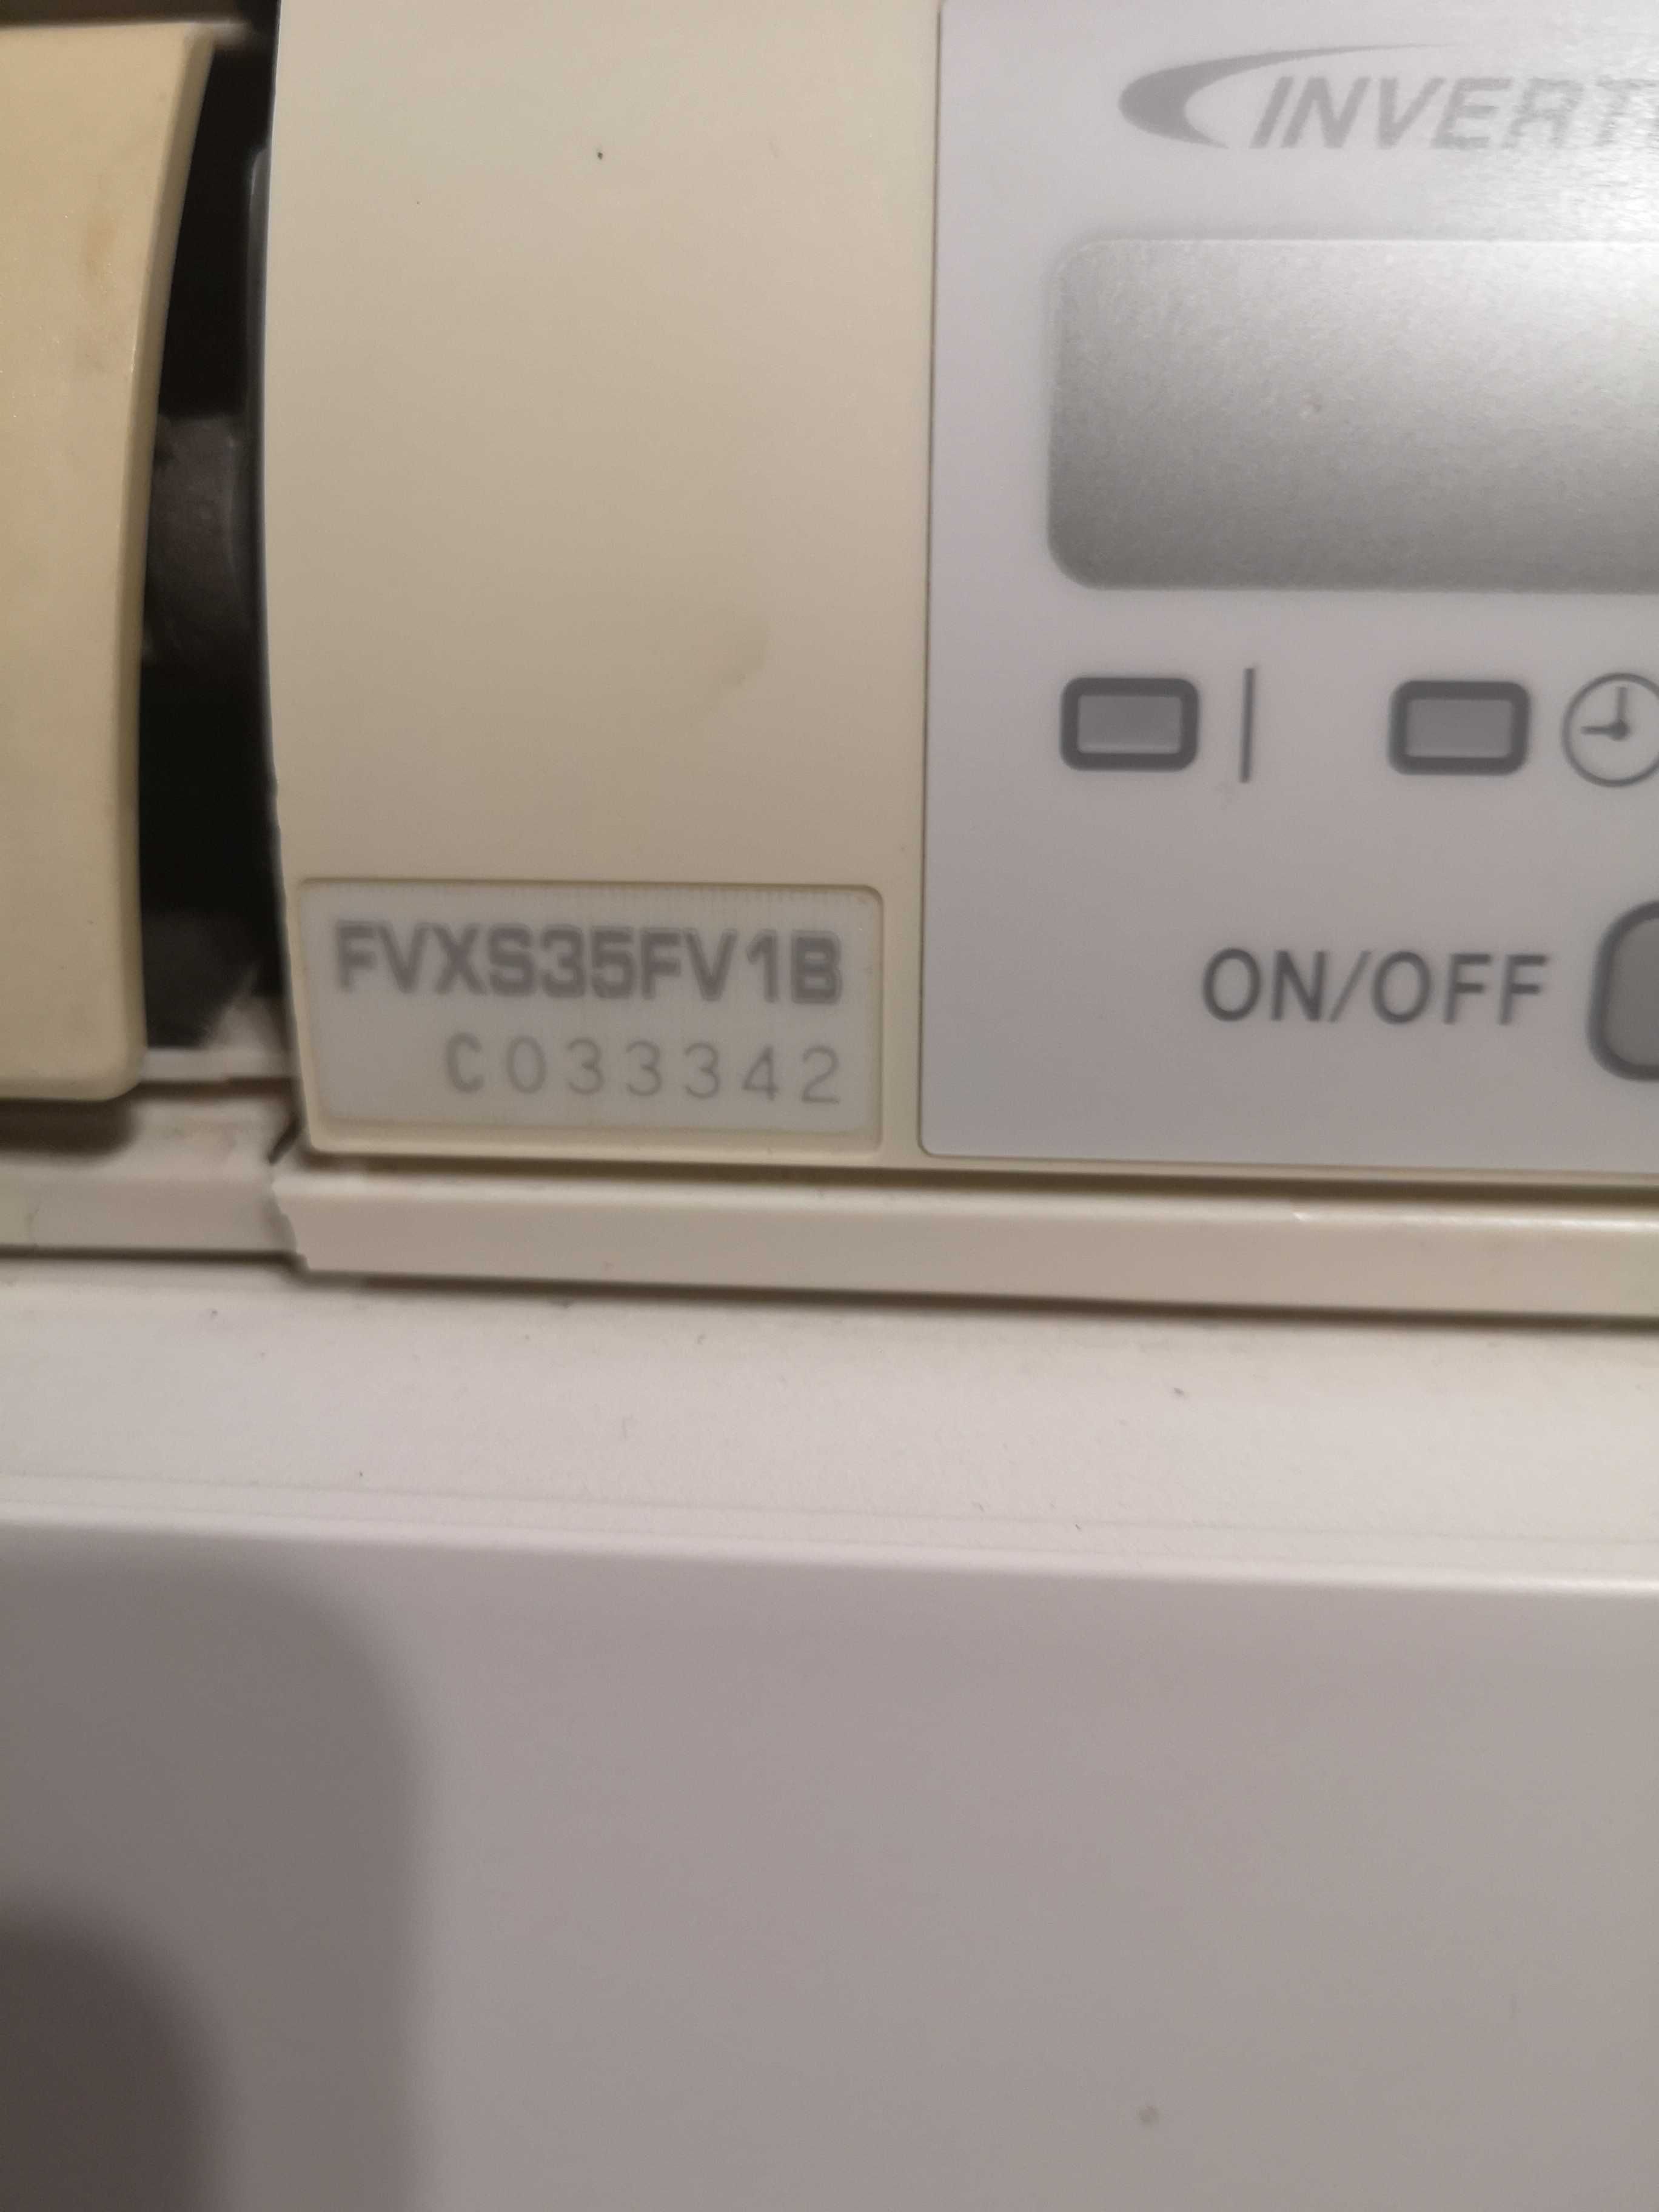 INVERT
FVXS35FV1B
C033342
ON/OFF